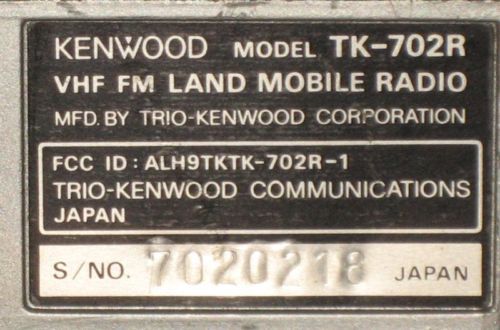 KENWOOD MODEL TK-702R
VHF FM LAND MOBILE RADIO
MFD. BY TRIO-KENWOOD CORPORATION
FCC ID : ALH9TKTK-702R-1
TRIO-KENWOOD COMMUNICATIONS
JAPAN
S/NO. 7020218 JAPAN